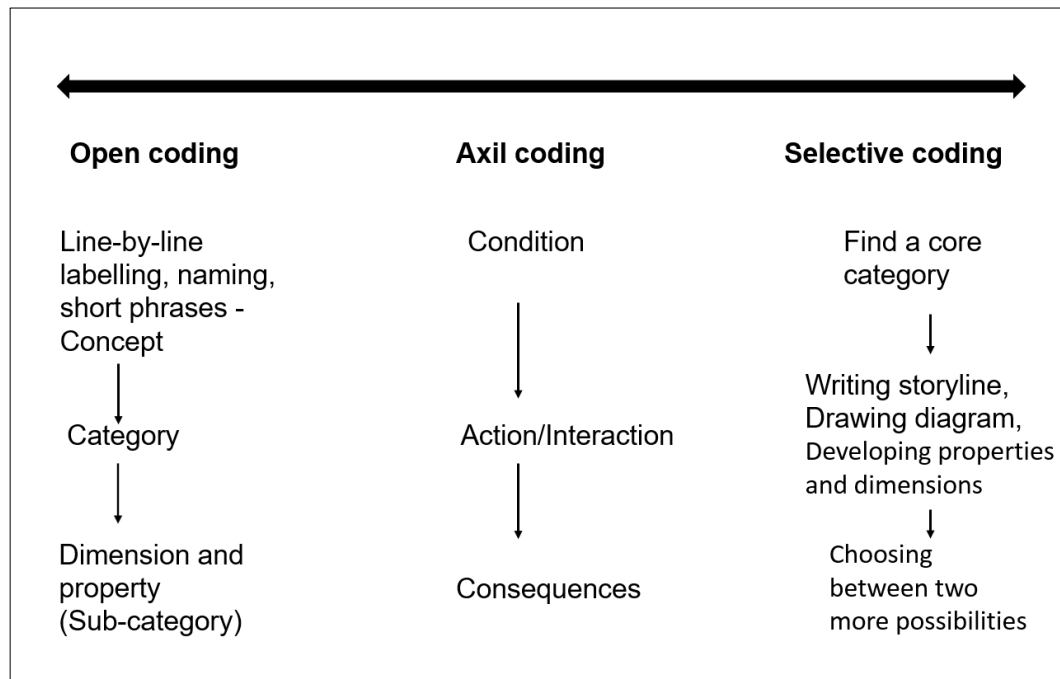 Open coding
Line-by-line
labelling, naming,
short phrases -
Concept
Category
Dimension and
property
(Sub-category)
Axil coding
Condition
Action/Interaction
Consequences
Selective coding
Find a core
category
Writing storyline,
Drawing diagram,
Developing properties
and dimensions
Choosing
between two
more possibilities